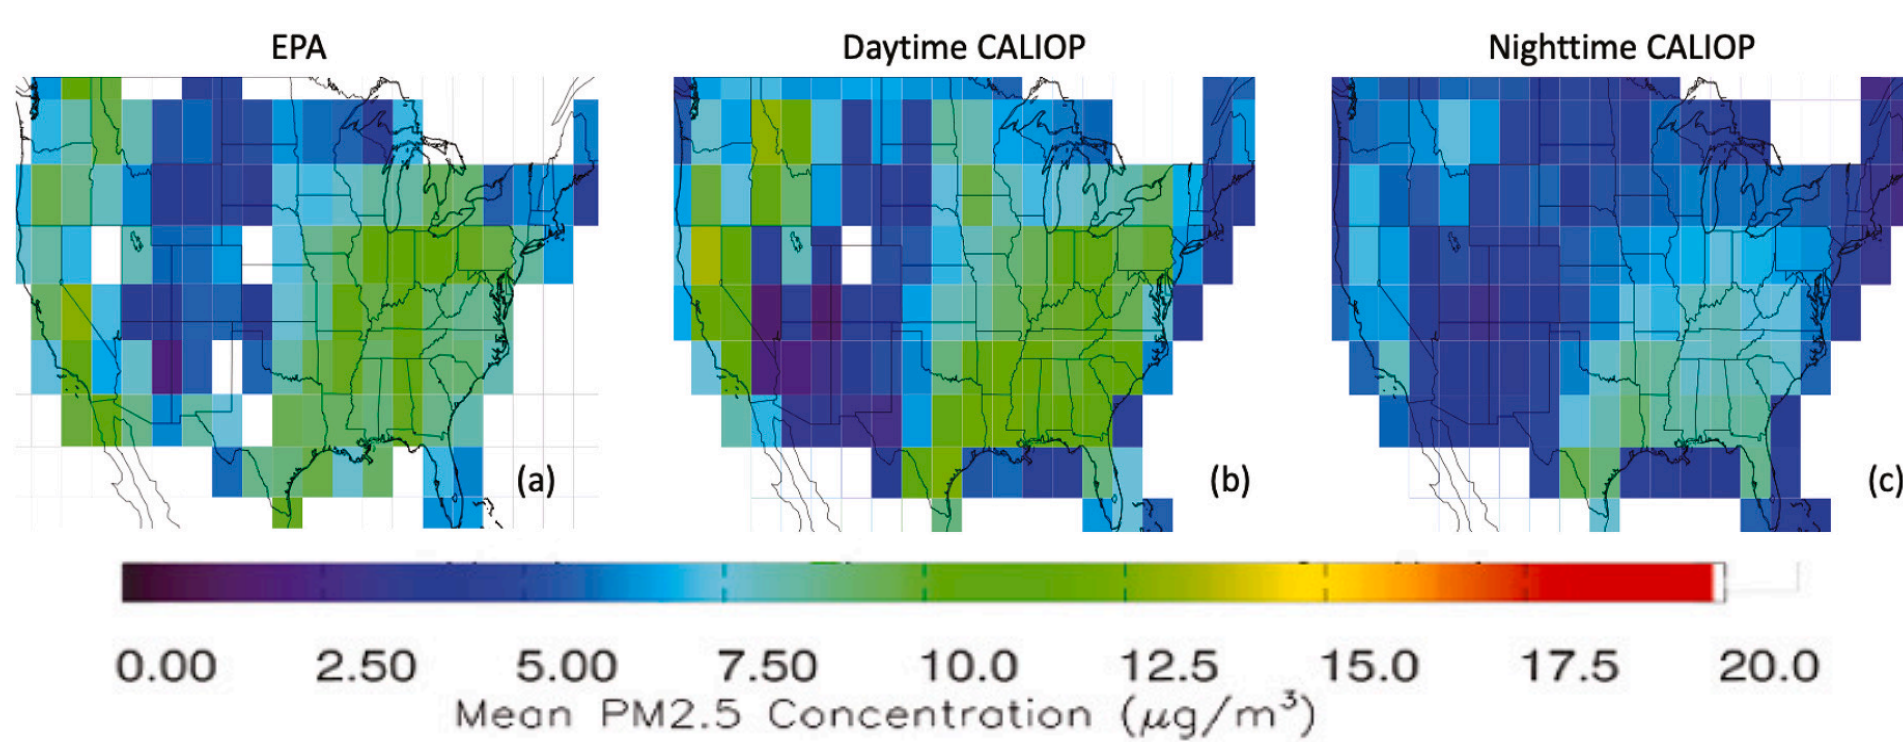 EPA
Daytime CALIOP
Nighttime CALIOP
(a)
(b)
(c)
0.00 2.50 5.00 7.50 10.0 12.5 15.0 17.5 20.0
Mean PM2.5 Concentration (μg/m³)